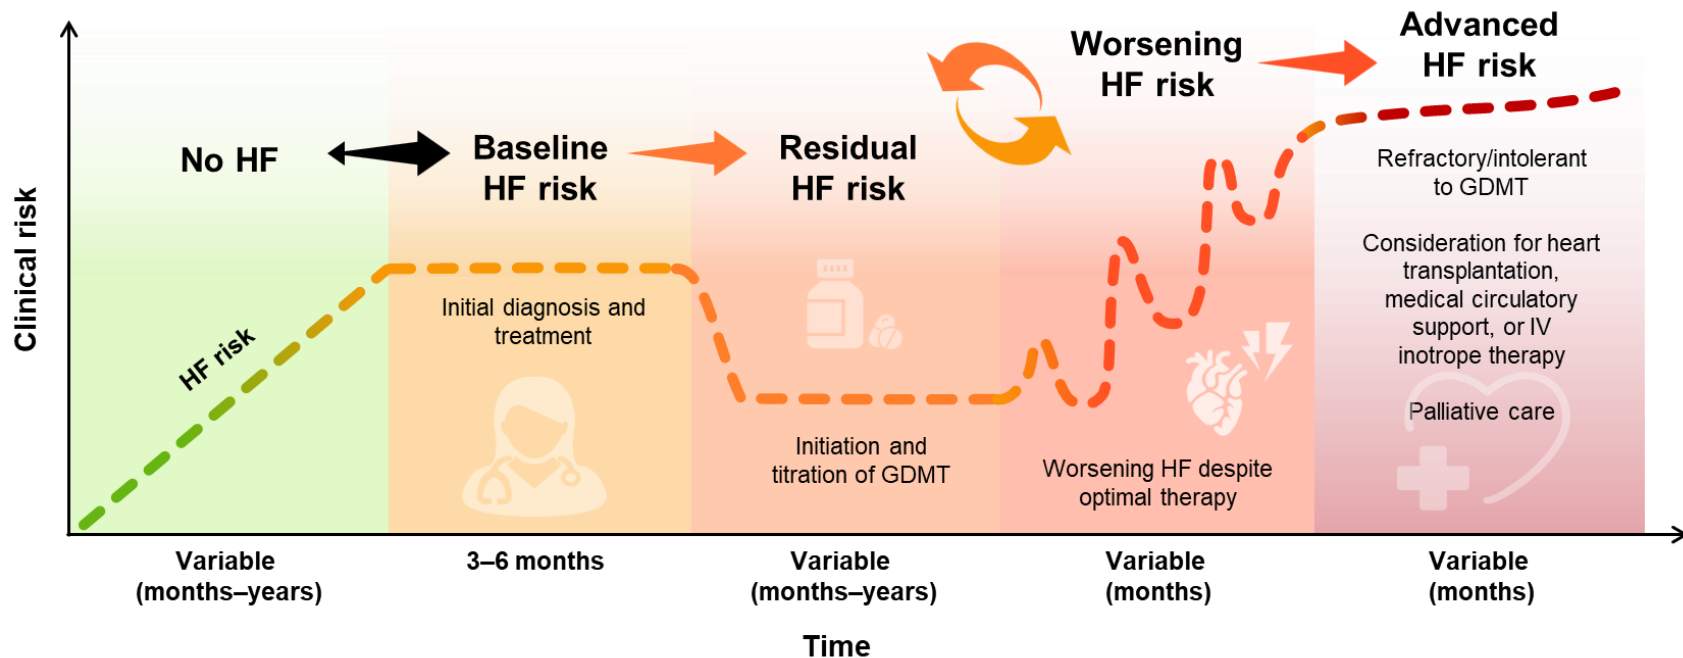 Clinical risk
No HF
Baseline
HF risk
Residual
HF risk
Worsening
HF risk
Advanced
HF risk
HF risk
Initial diagnosis and
treatment
Initiation and
titration of GDMT
Worsening HF despite
optimal therapy
Refractory/intolerant
to GDMT
Consideration for heart
transplantation,
medical circulatory
support, or IV
inotrope therapy
Palliative care
Variable
(months–years)
3–6 months
Variable
(months–years)
Variable
(months)
Variable
(months)
Time